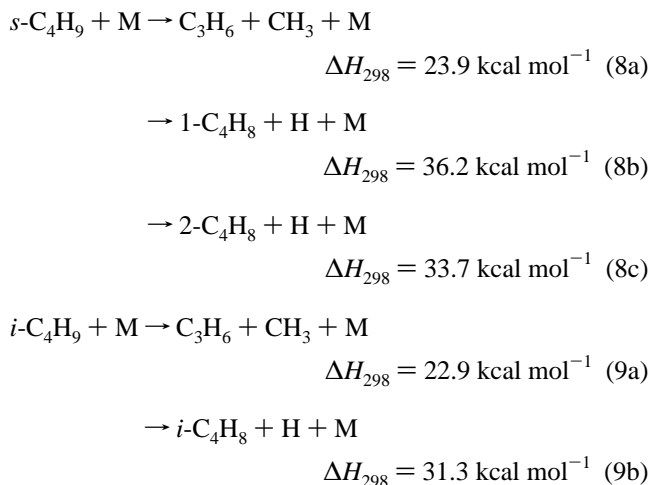 s-C₄H₉ + M → C₃H₆ + CH₃ + M
ΔH₂₉₈ = 23.9 kcal mol⁻¹ (8a)
→ 1-C₄H₈ + H + M
ΔH₂₉₈ = 36.2 kcal mol⁻¹ (8b)
→ 2-C₄H₈ + H + M
ΔH₂₉₈ = 33.7 kcal mol⁻¹ (8c)
i-C₄H₉ + M → C₃H₆ + CH₃ + M
ΔH₂₉₈ = 22.9 kcal mol⁻¹ (9a)
→ i-C₄H₈ + H + M
ΔH₂₉₈ = 31.3 kcal mol⁻¹ (9b)